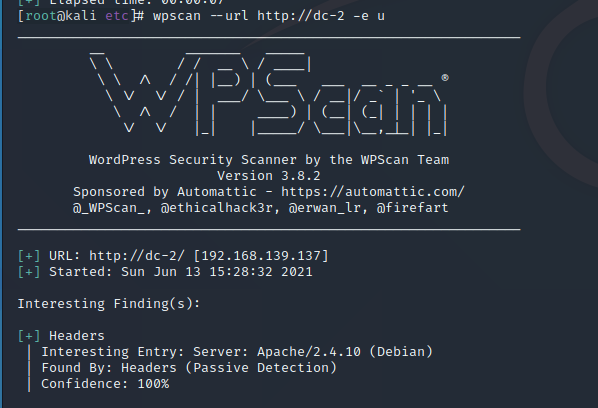 [+] Elapsed time: 00:00:07
[root@kali etc]# wpscan --url http://dc-2 -e u
WPScan ®
WordPress Security Scanner by the WPScan Team
Version 3.8.2
Sponsored by Automattic - https://automattic.com/
@_WPScan_, @ethicalhack3r, @erwan_lr, @firefart
[+] URL: http://dc-2/ [192.168.139.137]
[+] Started: Sun Jun 13 15:28:32 2021
Interesting Finding(s):
[+] Headers
| Interesting Entry: Server: Apache/2.4.10 (Debian)
| Found By: Headers (Passive Detection)
| Confidence: 100%